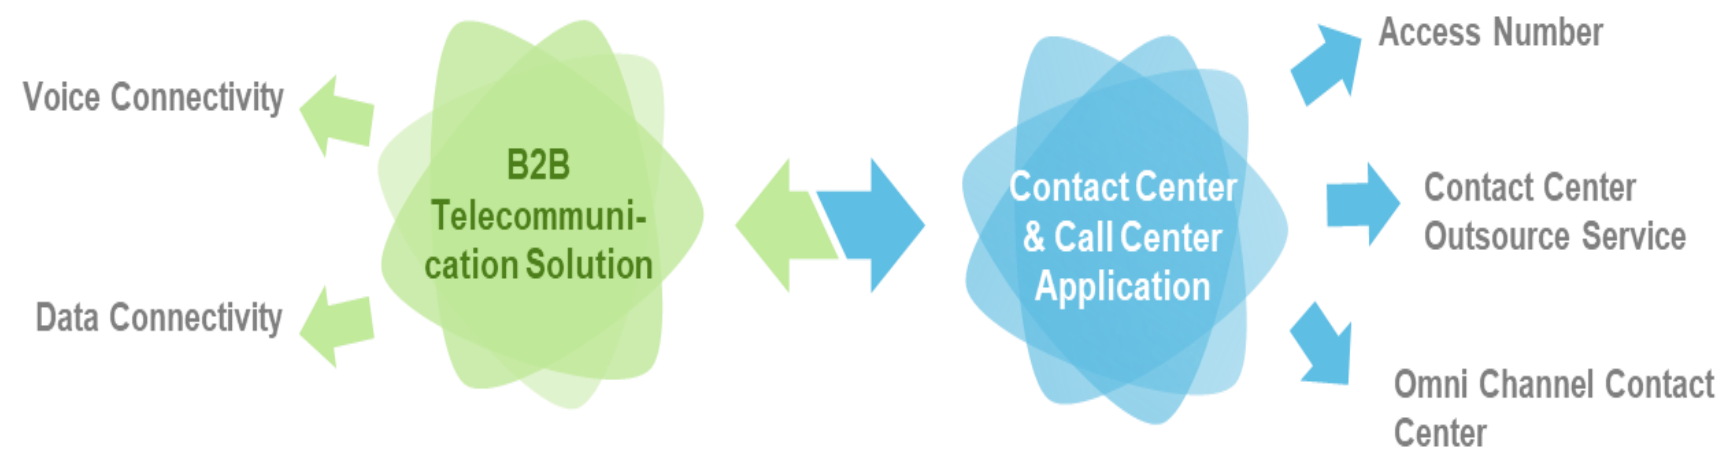 Voice Connectivity
Data Connectivity
B2B
Telecommuni-
cation Solution
Contact Center
& Call Center
Application
Access Number
Contact Center
Outsource Service
Omni Channel Contact
Center